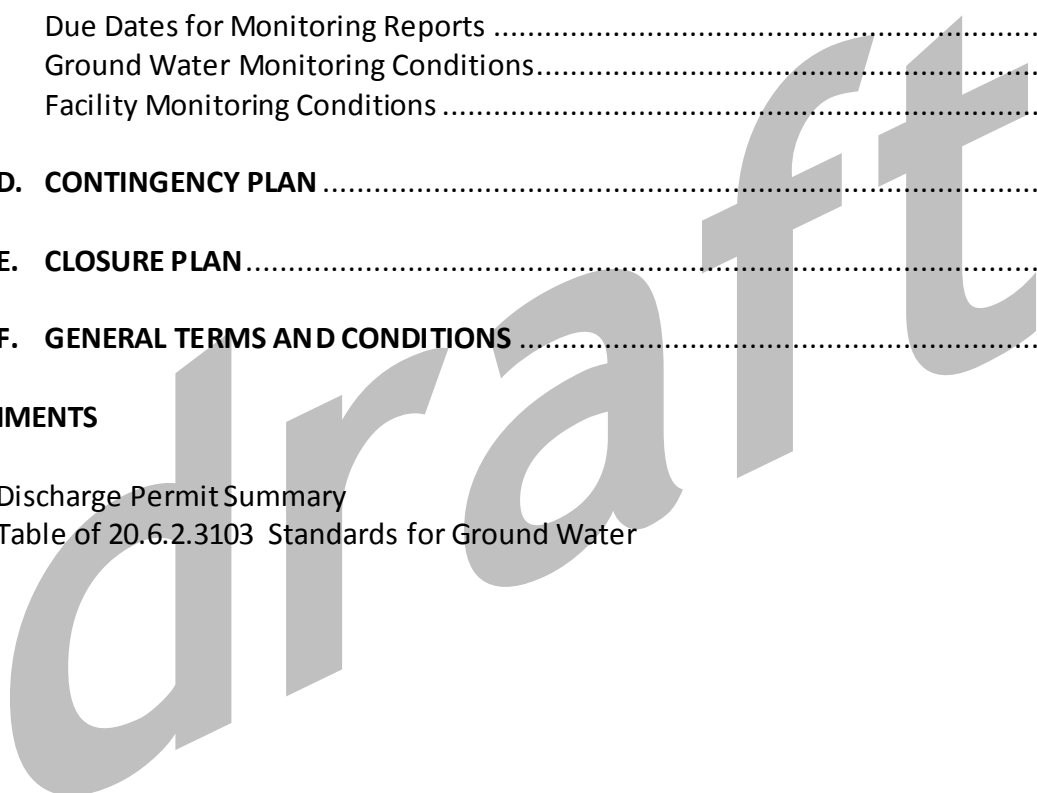 Due Dates for Monitoring Reports ..........................................................................
Ground Water Monitoring Conditions....................................................................
Facility Monitoring Conditions ................................................................................
D. CONTINGENCY PLAN ................................................................................................
E. CLOSURE PLAN..........................................................................................................
F. GENERAL TERMS AND CONDITIONS ......................................................................
MENTS
Discharge Permit Summary
Table of 20.6.2.3103 Standards for Ground Water
draft